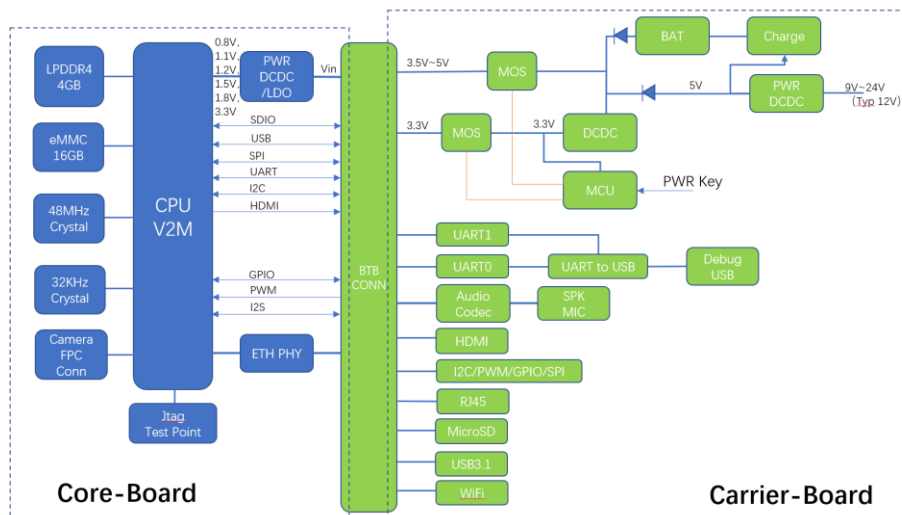 LPDDR4
4GB
eMMC
16GB
48MHz
Crystal
32KHz
Crystal
Camera
FPC
Conn
CPU
V2M
Jtag
Test Point
0.8V,
1.1V,
1.2V,
1.5V,
1.8V,
3.3V
PWR
DCDC
/LDO
Vin
SDIO
USB
SPI
UART
I2C
HDMI
GPIO
PWM
I2S
ETH PHY
BTB
CONN
3.5V~5V
MOS
BAT
Charge
5V
PWR
DCDC
9V~24V
(Typ 12V)
3.3V
MOS
3.3V
DCDC
MCU
PWR Key
UART1
UART0
UART to USB
Debug
USB
Audio
Codec
SPK
MIC
HDMI
I2C/PWM/GPIO/SPI
RJ45
MicroSD
USB3.1
WiFi
Core-Board
Carrier-Board